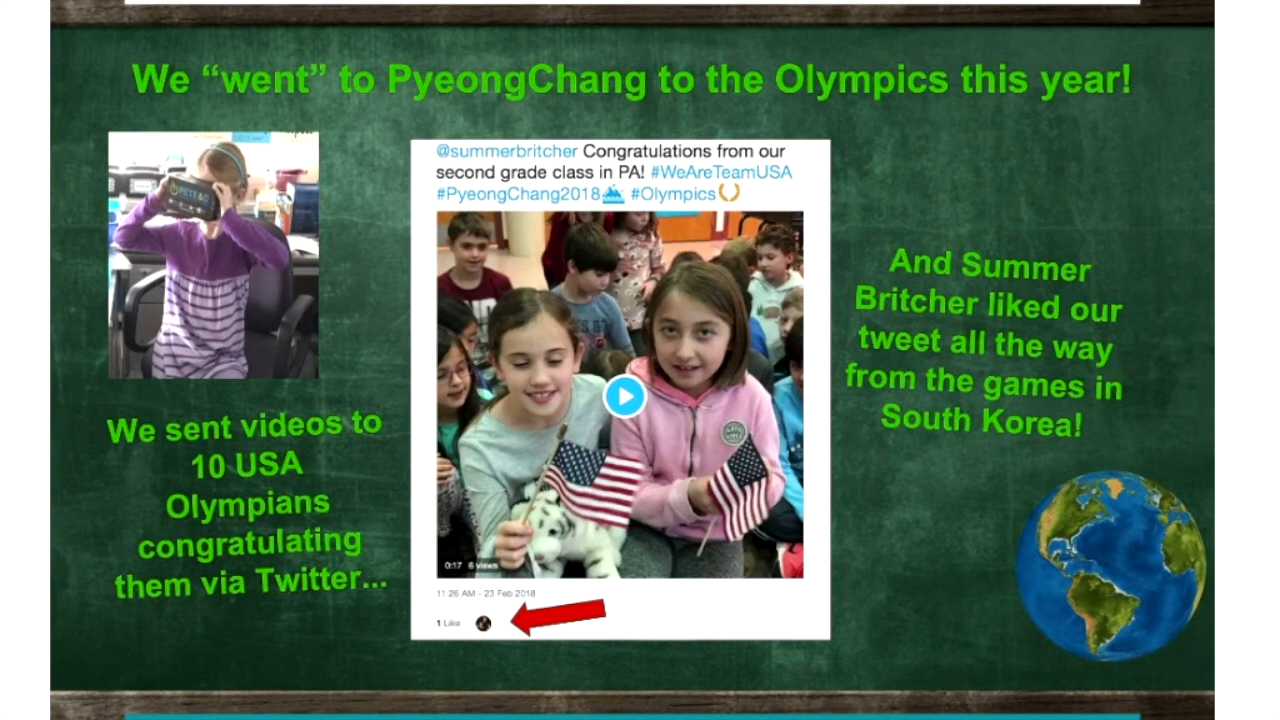 We “went” to PyeongChang to the Olympics this year!
@summerbritcher Congratulations from our
second grade class in PA! #WeAreTeamUSA
#PyeongChang2018 #Olympics
0:17 6 views
11:26 AM - 23 Feb 2018
1 Like
We sent videos to
10 USA
Olympians
congratulating
them via Twitter...
And Summer
Britcher liked our
tweet all the way
from the games in
South Korea!